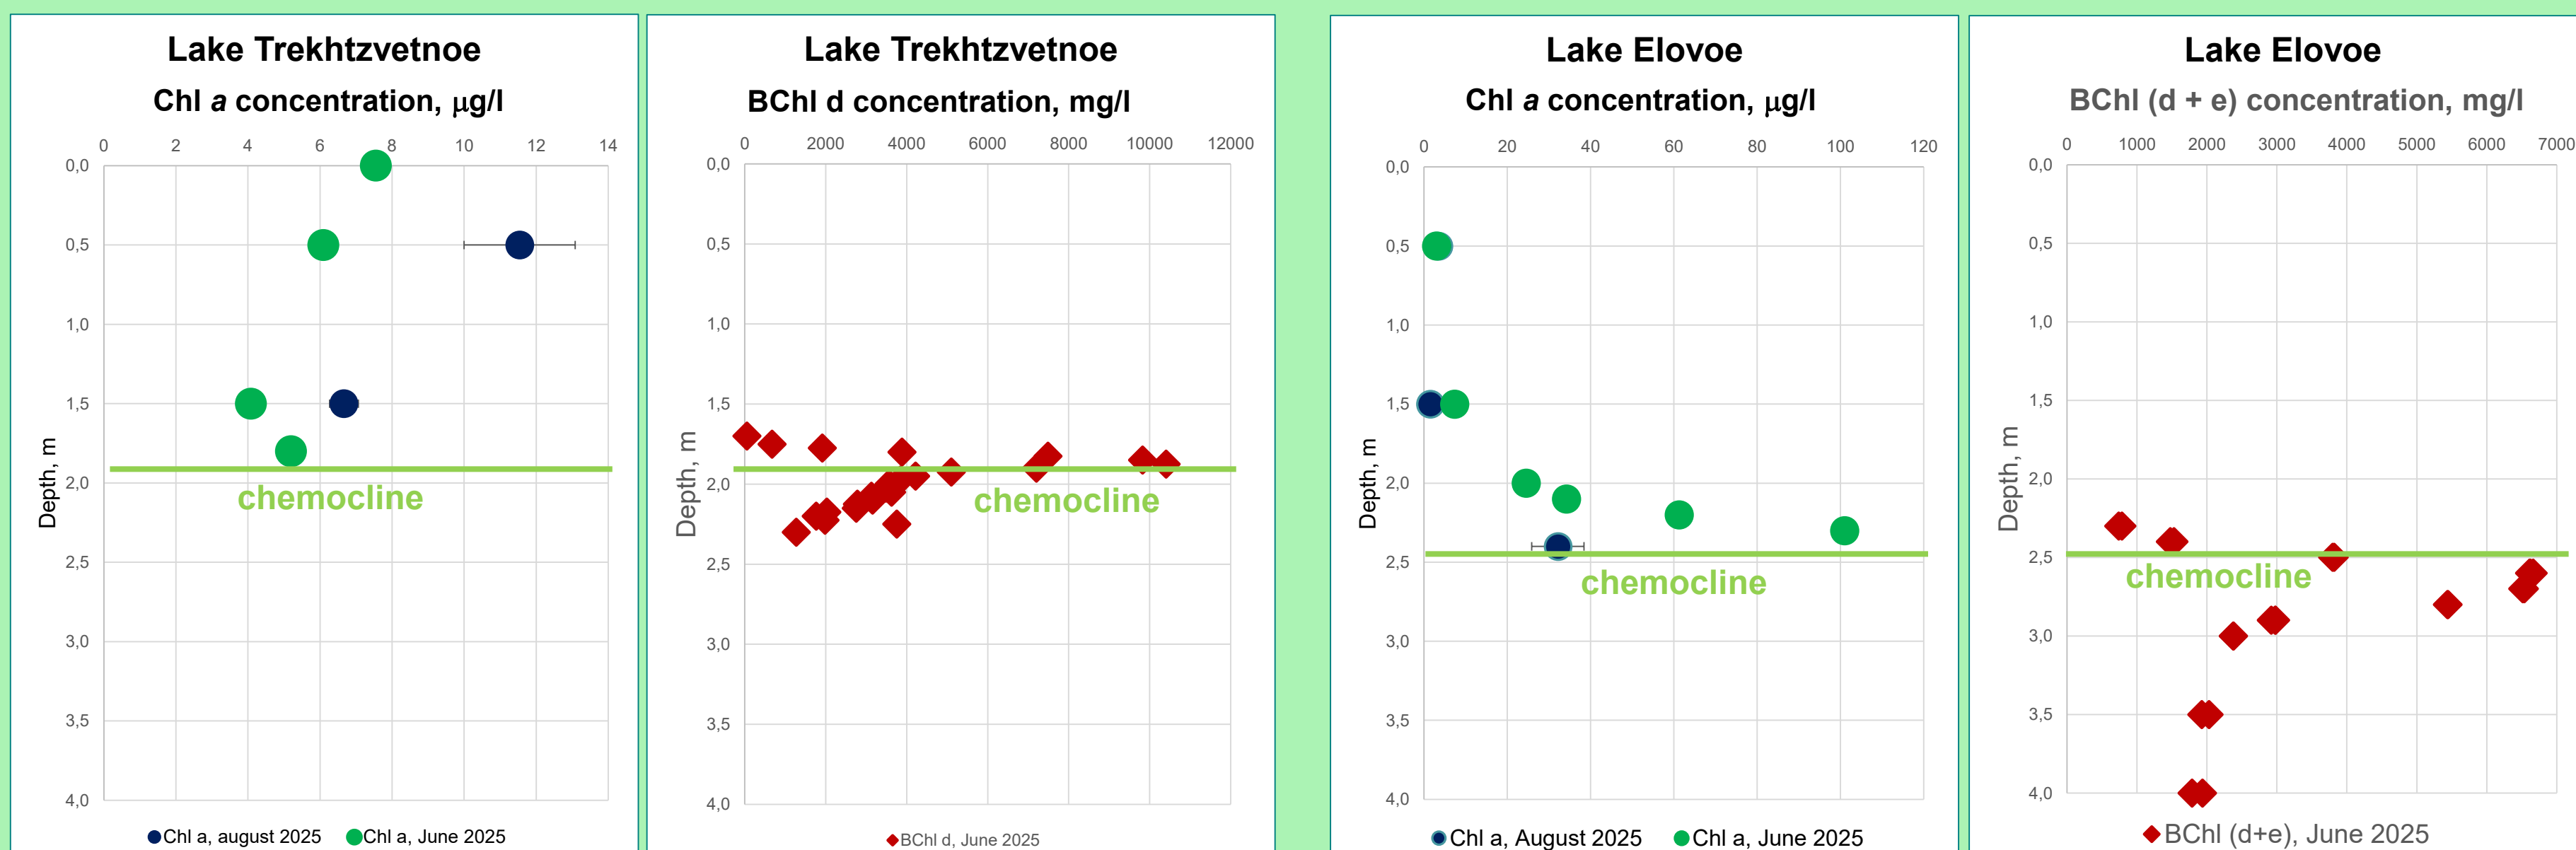 Lake Trekhtzvetnoe
Chl a concentration, µg/l
0 2 4 6 8 10 12 14
0,0
0,5
1,0
1,5
2,0
2,5
3,0
3,5
4,0
Depth, m
chemocline
Chl a, august 2025 Chl a, June 2025
Lake Trekhtzvetnoe
BChl d concentration, mg/l
0 2000 4000 6000 8000 10000 12000
0,0
0,5
1,0
1,5
2,0
2,5
3,0
3,5
4,0
Depth, m
chemocline
BChl d, June 2025
Lake Elovoe
Chl a concentration, µg/l
0 20 40 60 80 100 120
0,0
0,5
1,0
1,5
2,0
2,5
3,0
3,5
4,0
Depth, m
chemocline
Chl a, August 2025 Chl a, June 2025
Lake Elovoe
BChl (d + e) concentration, mg/l
0 1000 2000 3000 4000 5000 6000 7000
0,0
0,5
1,0
1,5
2,0
2,5
3,0
3,5
4,0
Depth, m
chemocline
BChl (d+e), June 2025